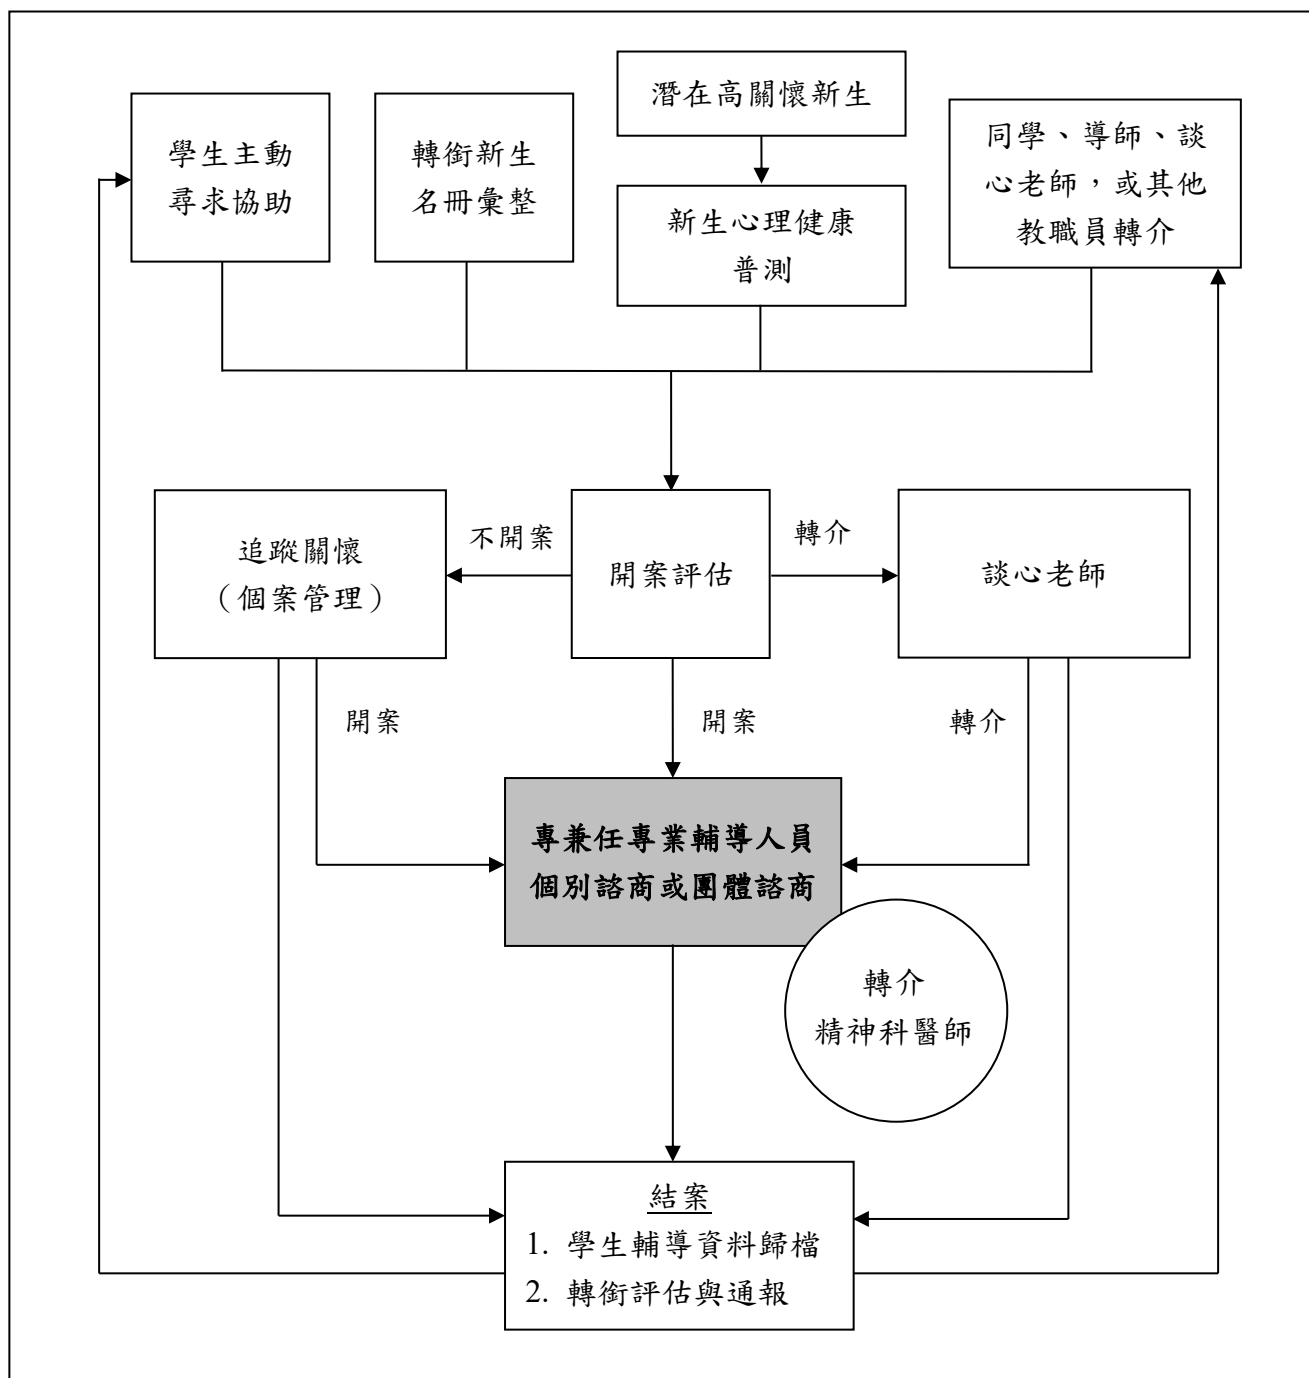 潛在高關懷新生
學生主動
尋求協助
轉銜新生
名冊彙整
新生心理健康
普測
同學、導師、談
心老師，或其他
教職員轉介
追蹤關懷
（個案管理）
不開案
開案評估
轉介
談心老師
開案
開案
轉介
專兼任專業輔導人員
個別諮商或團體諮商
轉介
精神科醫師
結案
1. 學生輔導資料歸檔
2. 轉銜評估與通報